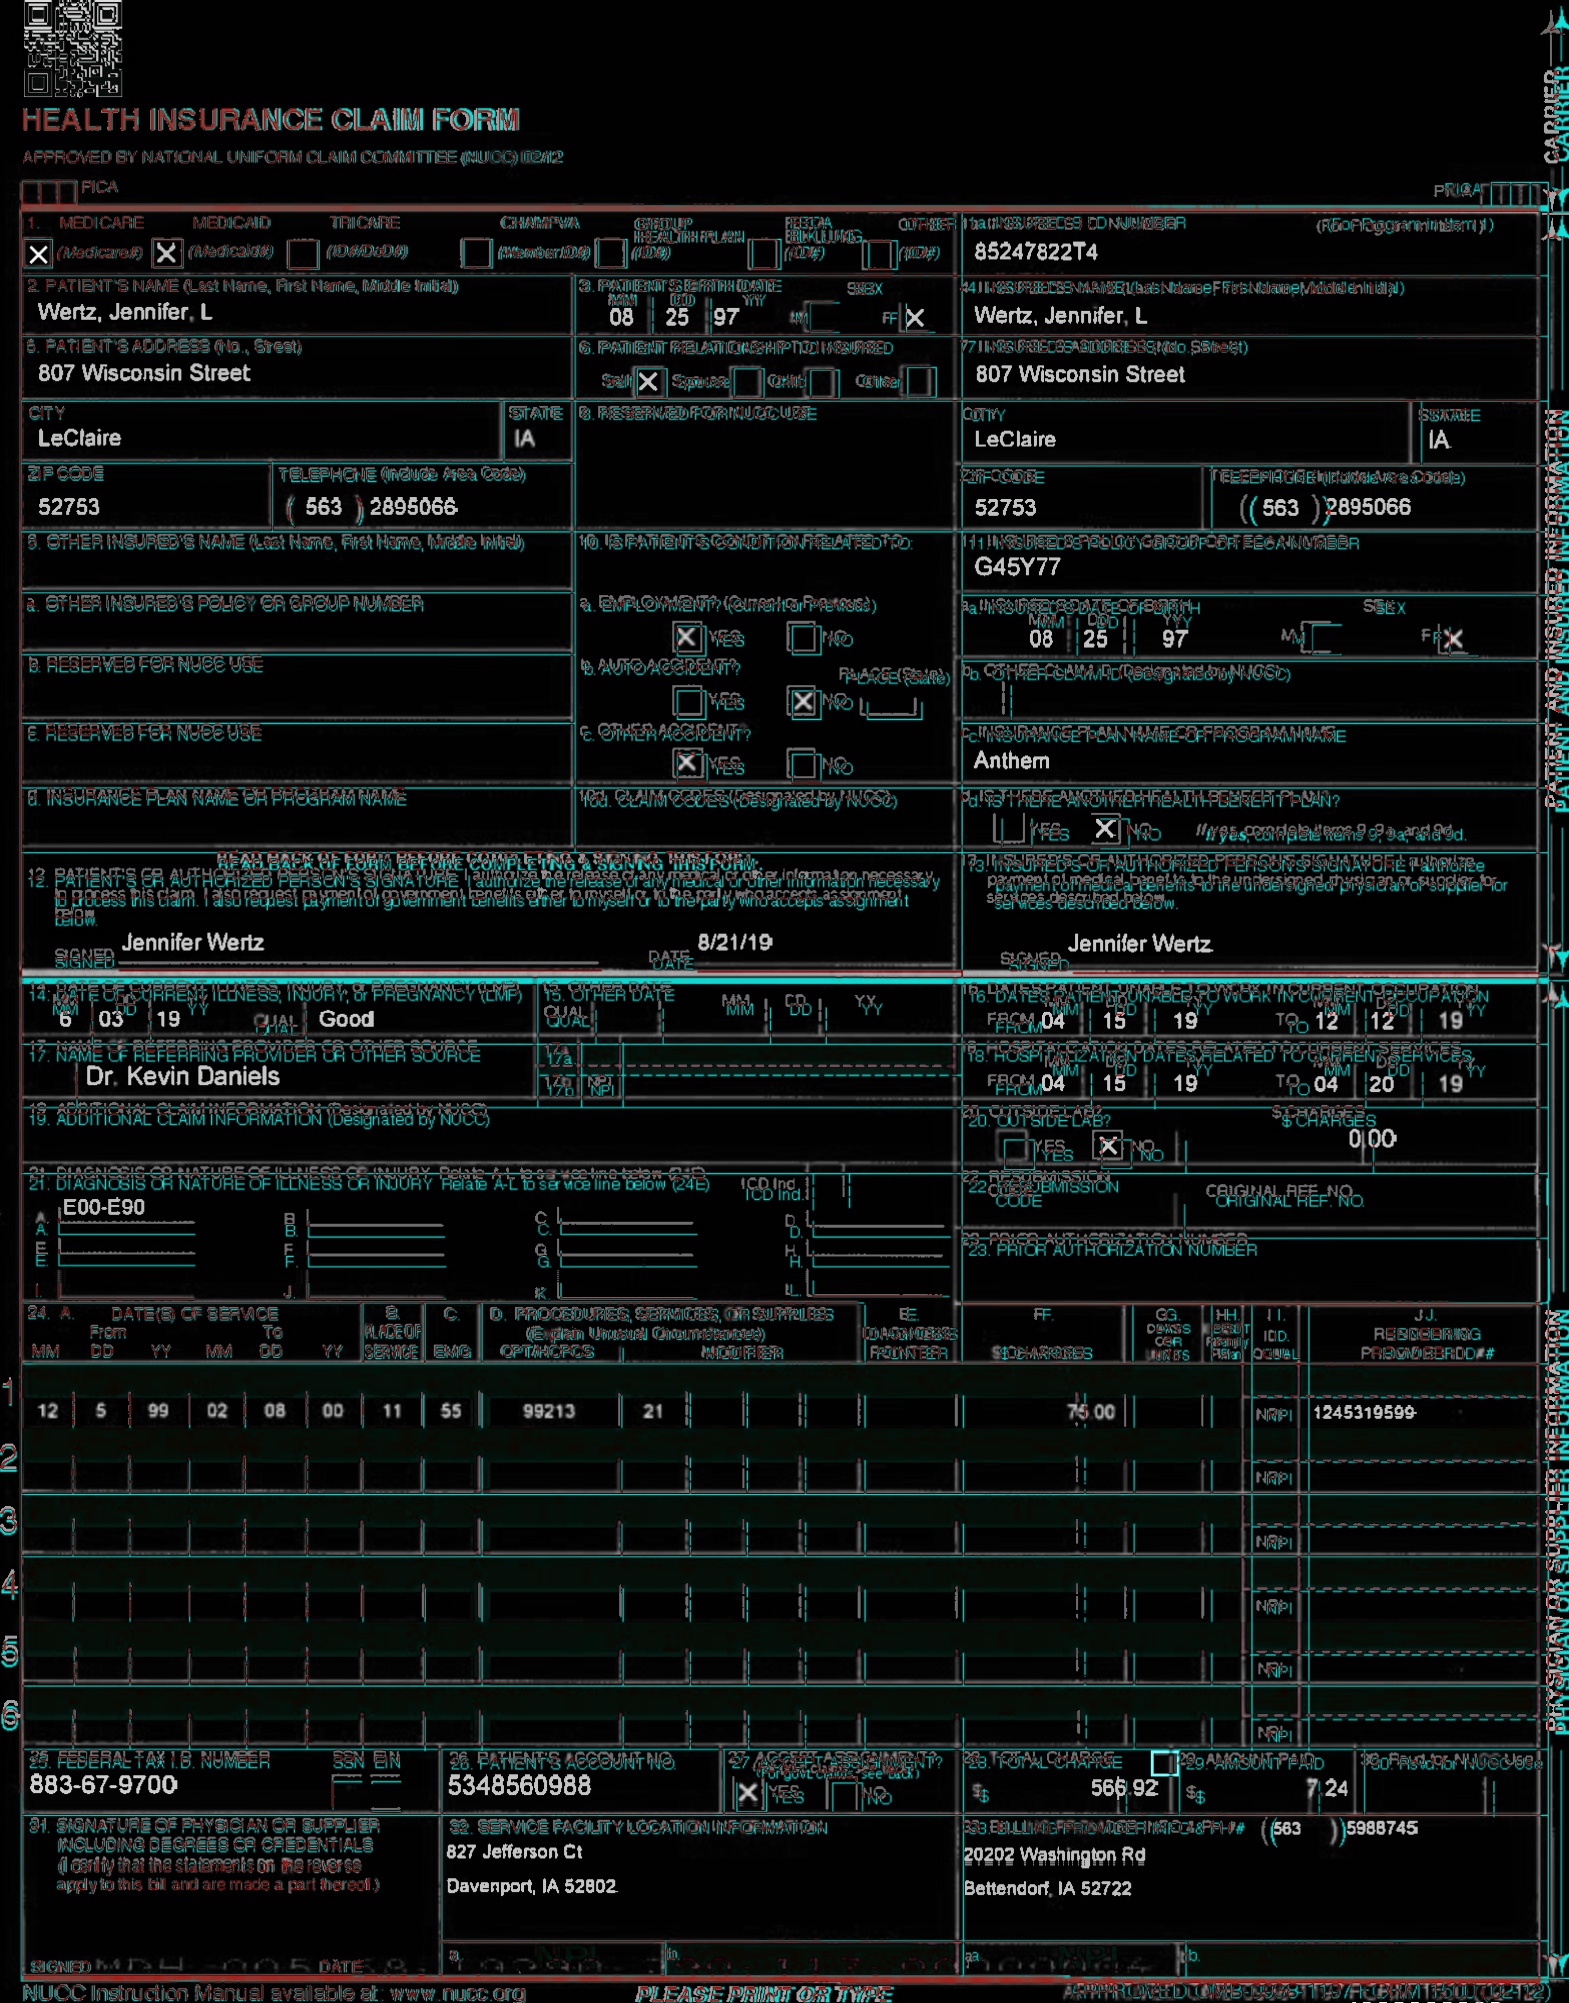 HEALTH INSURANCE CLAIM FORM
APPROVED BY NATIONAL UNIFORM CLAIM COMMITTEE (NUCC) 02/12
PICA
PICA
CARRIER
1. MEDICARE MEDICAID TRICARE CHAMPVA GROUP HEALTH PLAN FECA BLK LUNG OTHER
(Medicare#) (Medicaid#) (ID#/DoD#) (Member ID#) (ID#) (ID#) (ID#)
1a. INSURED'S I.D. NUMBER (For Program in Item 1)
85247822T4
2. PATIENT'S NAME (Last Name, First Name, Middle Initial)
Wertz, Jennifer, L
3. PATIENT'S BIRTH DATE SEX
MM DD YY
08 25 97 M F
4. INSURED'S NAME (Last Name, First Name, Middle Initial)
Wertz, Jennifer, L
5. PATIENT'S ADDRESS (No., Street)
807 Wisconsin Street
6. PATIENT RELATIONSHIP TO INSURED
Self Spouse Child Other
7. INSURED'S ADDRESS (No., Street)
807 Wisconsin Street
CITY STATE
LeClaire IA
8. RESERVED FOR NUCC USE
CITY STATE
LeClaire IA
ZIP CODE TELEPHONE (Include Area Code)
52753 ( 563 ) 2895066
ZIP CODE TELEPHONE (Include Area Code)
52753 ( 563 ) 2895066
9. OTHER INSURED'S NAME (Last Name, First Name, Middle Initial)
10. IS PATIENT'S CONDITION RELATED TO:
11. INSURED'S POLICY GROUP OR FECA NUMBER
G45Y77
a. OTHER INSURED'S POLICY OR GROUP NUMBER
a. EMPLOYMENT? (Current or Previous)
YES NO
a. INSURED'S DATE OF BIRTH SEX
MM DD YY
08 25 97 M F
b. RESERVED FOR NUCC USE
b. AUTO ACCIDENT? PLACE (State)
YES NO
b. OTHER CLAIM ID (Designated by NUCC)
c. RESERVED FOR NUCC USE
c. OTHER ACCIDENT?
YES NO
c. INSURANCE PLAN NAME OR PROGRAM NAME
Anthem
d. INSURANCE PLAN NAME OR PROGRAM NAME
10d. CLAIM CODES (Designated by NUCC)
d. IS THERE ANOTHER HEALTH BENEFIT PLAN?
YES NO If yes, complete items 9, 9a, and 9d.
READ BACK OF FORM BEFORE COMPLETING & SIGNING THIS FORM.
12. PATIENT'S OR AUTHORIZED PERSON'S SIGNATURE I authorize the release of any medical or other information necessary
to process this claim. I also request payment of government benefits either to myself or to the party who accepts assignment
below.
SIGNED Jennifer Wertz DATE 8/21/19
13. INSURED'S OR AUTHORIZED PERSON'S SIGNATURE I authorize
payment of medical benefits to the undersigned physician or supplier for
services described below.
SIGNED Jennifer Wertz
PATIENT AND INSURED INFORMATION
14. DATE OF CURRENT ILLNESS, INJURY, or PREGNANCY (LMP)
MM DD YY
6 03 19 QUAL Good
15. OTHER DATE
QUAL MM DD YY
16. DATES PATIENT UNABLE TO WORK IN CURRENT OCCUPATION
MM DD YY MM DD YY
FROM 04 15 19 TO 12 12 19
17. NAME OF REFERRING PROVIDER OR OTHER SOURCE
Dr. Kevin Daniels
17a.
17b. NPI
18. HOSPITALIZATION DATES RELATED TO CURRENT SERVICES
MM DD YY MM DD YY
FROM 04 15 19 TO 04 20 19
19. ADDITIONAL CLAIM INFORMATION (Designated by NUCC)
20. OUTSIDE LAB? $ CHARGES
YES NO 0 00
21. DIAGNOSIS OR NATURE OF ILLNESS OR INJURY Relate A-L to service line below (24E) ICD Ind.
A. E00-E90 B. C. D.
E. F. G. H.
I. J. K. L.
22. RESUBMISSION CODE ORIGINAL REF. NO.
23. PRIOR AUTHORIZATION NUMBER
24. A. DATE(S) OF SERVICE B. C. D. PROCEDURES, SERVICES, OR SUPPLIES E. F. G. H. I. J.
From To PLACE OF (Explain Unusual Circumstances) DIAGNOSIS DAYS OR UNITS EPSDT Family Plan ID. RENDERING
MM DD YY MM DD YY SERVICE EMG CPT/HCPCS MODIFIER POINTER $ CHARGES QUAL. PROVIDER ID. #
1 12 5 99 02 08 00 11 55 99213 21 75.00 NPI 1245319599
2 NPI
3 NPI
4 NPI
5 NPI
6 NPI
PHYSICIAN OR SUPPLIER INFORMATION
25. FEDERAL TAX I.D. NUMBER SSN EIN
883-67-9700
26. PATIENT'S ACCOUNT NO.
5348560988
27. ACCEPT ASSIGNMENT?
(For govt. claims, see back)
YES NO
28. TOTAL CHARGE
$ 566.92
29. AMOUNT PAID
$ 7 24
30. Rsvd for NUCC Use
31. SIGNATURE OF PHYSICIAN OR SUPPLIER
INCLUDING DEGREES OR CREDENTIALS
(I certify that the statements on the reverse
apply to this bill and are made a part thereof.)
SIGNED DATE
32. SERVICE FACILITY LOCATION INFORMATION
827 Jefferson Ct
Davenport, IA 52802
a. b.
33. BILLING PROVIDER INFO & PH # (563 ) 5988745
20202 Washington Rd
Bettendorf, IA 52722
a. b.
NUCC Instruction Manual available at: www.nucc.org
PLEASE PRINT OR TYPE